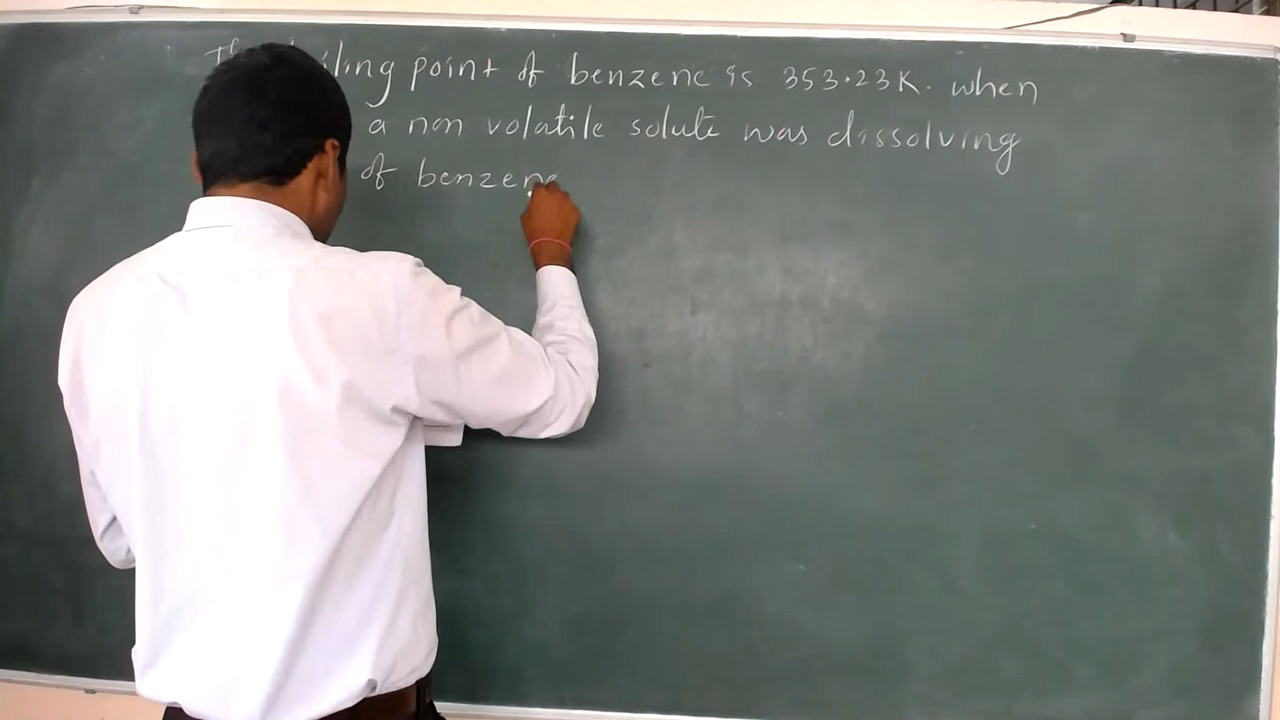 point of benzene is 353.23K. when
a non volatile solute was dissolving
of benzene